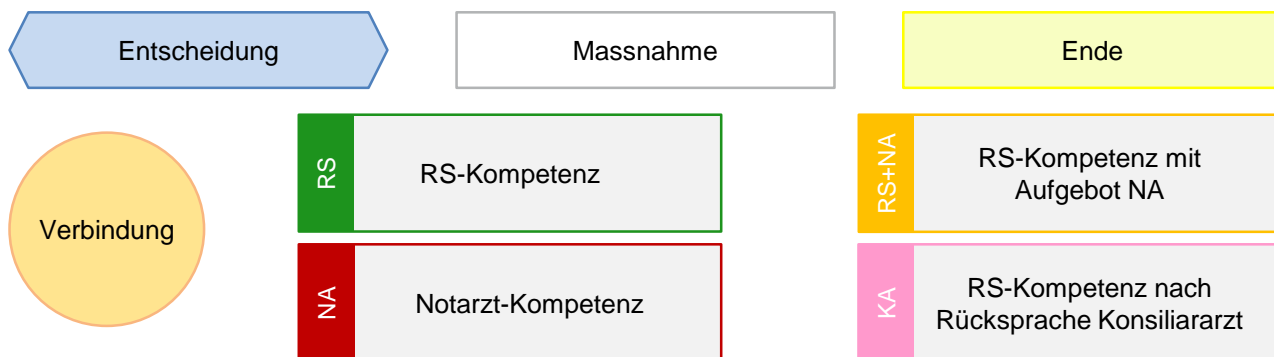 Entscheidung
Massnahme
Ende
Verbindung
RS
RS-Kompetenz
RS+NA
RS-Kompetenz mit
Aufgebot NA
NA
Notarzt-Kompetenz
KA
RS-Kompetenz nach
Rücksprache Konsiliararzt